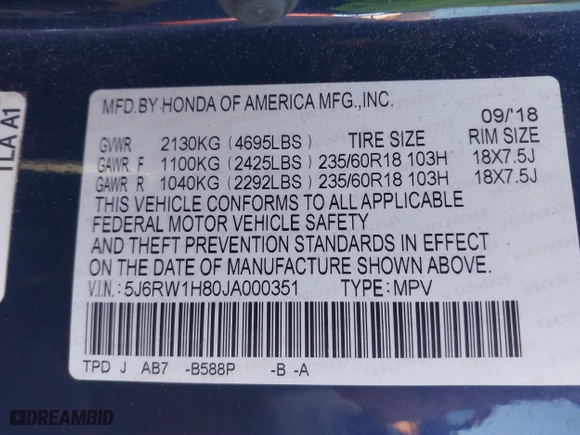 MFD.BY HONDA OF AMERICA MFG.,INC.
09/'18
GVWR 2130KG (4695LBS) TIRE SIZE RIM SIZE
GAWR F 1100KG (2425LBS) 235/60R18 103H 18X7.5J
GAWR R 1040KG (2292LBS) 235/60R18 103H 18X7.5J
THIS VEHICLE CONFORMS TO ALL APPLICABLE
FEDERAL MOTOR VEHICLE SAFETY
AND THEFT PREVENTION STANDARDS IN EFFECT
ON THE DATE OF MANUFACTURE SHOWN ABOVE.
V.I.N: 5J6RW1H80JA000351 TYPE: MPV
TPD J AB7 -B588P -B -A
TLA A1
DREAMBID